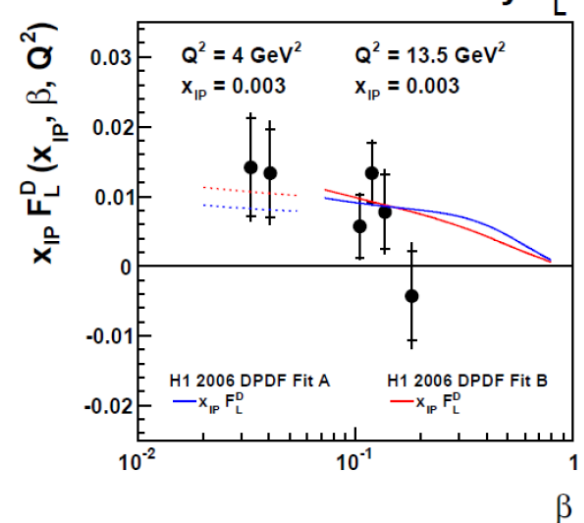 L
Q² = 4 GeV²
x_IP = 0.003
Q² = 13.5 GeV²
x_IP = 0.003
x_IP F_L^D (x_IP, β, Q²)
0.03
0.02
0.01
0
-0.01
-0.02
H1 2006 DPDF Fit A
x_IP F_L^D
H1 2006 DPDF Fit B
x_IP F_L^D
10⁻²
10⁻¹
1
β